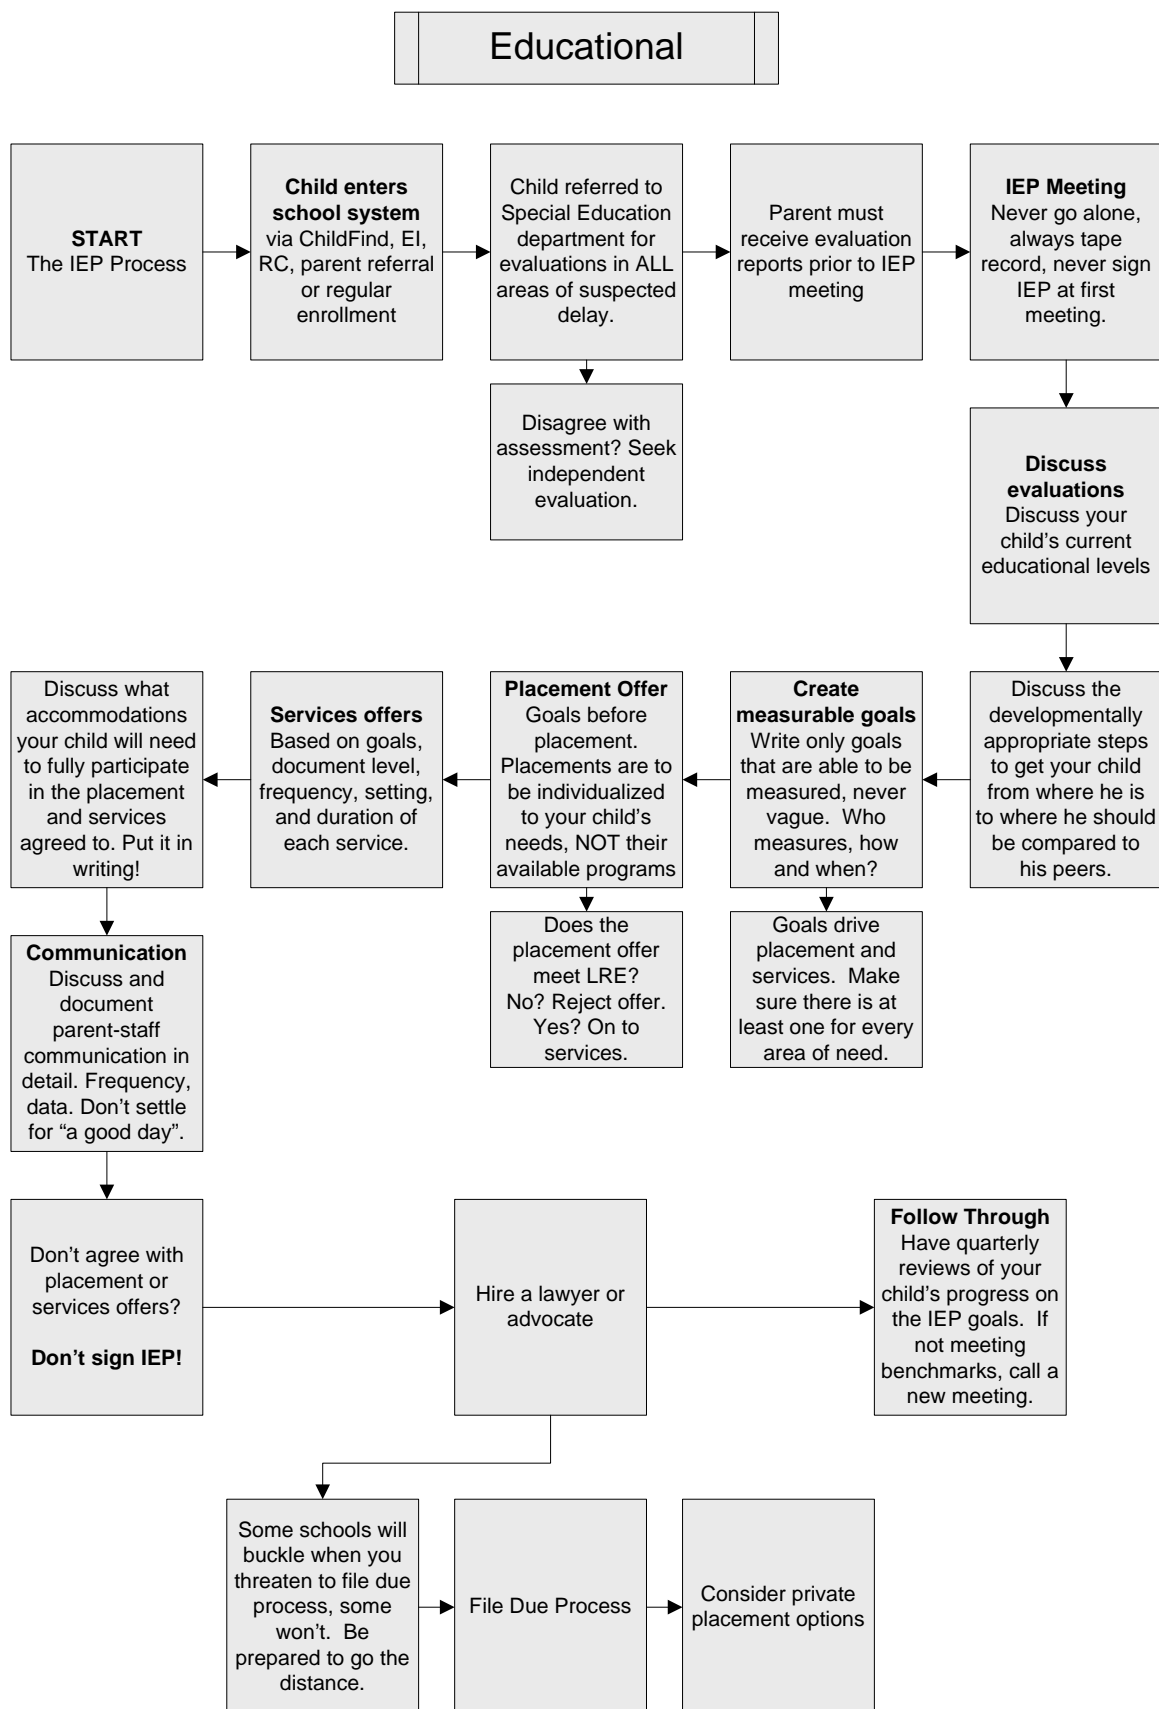 Educational
START
The IEP Process
Child enters
school system
via ChildFind, EI,
RC, parent referral
or regular
enrollment
Child referred to
Special Education
department for
evaluations in ALL
areas of suspected
delay.
Parent must
receive evaluation
reports prior to IEP
meeting
IEP Meeting
Never go alone,
always tape
record, never sign
IEP at first
meeting.
Disagree with
assessment? Seek
independent
evaluation.
Discuss
evaluations
Discuss your
child's current
educational levels
Discuss the
developmentally
appropriate steps
to get your child
from where he is
to where he should
be compared to
his peers.
Create
measurable goals
Write only goals
that are able to be
measured, never
vague. Who
measures, how
and when?
Goals drive
placement and
services. Make
sure there is at
least one for every
area of need.
Placement Offer
Goals before
placement.
Placements are to
be individualized
to your child's
needs, NOT their
available programs
Does the
placement offer
meet LRE?
No? Reject offer.
Yes? On to
services.
Services offers
Based on goals,
document level,
frequency, setting,
and duration of
each service.
Discuss what
accommodations
your child will need
to fully participate
in the placement
and services
agreed to. Put it in
writing!
Communication
Discuss and
document
parent-staff
communication in
detail. Frequency,
data. Don't settle
for “a good day”.
Don't agree with
placement or
services offers?
Don't sign IEP!
Hire a lawyer or
advocate
Follow Through
Have quarterly
reviews of your
child's progress on
the IEP goals. If
not meeting
benchmarks, call a
new meeting.
Some schools will
buckle when you
threaten to file due
process, some
won't. Be
prepared to go the
distance.
File Due Process
Consider private
placement options